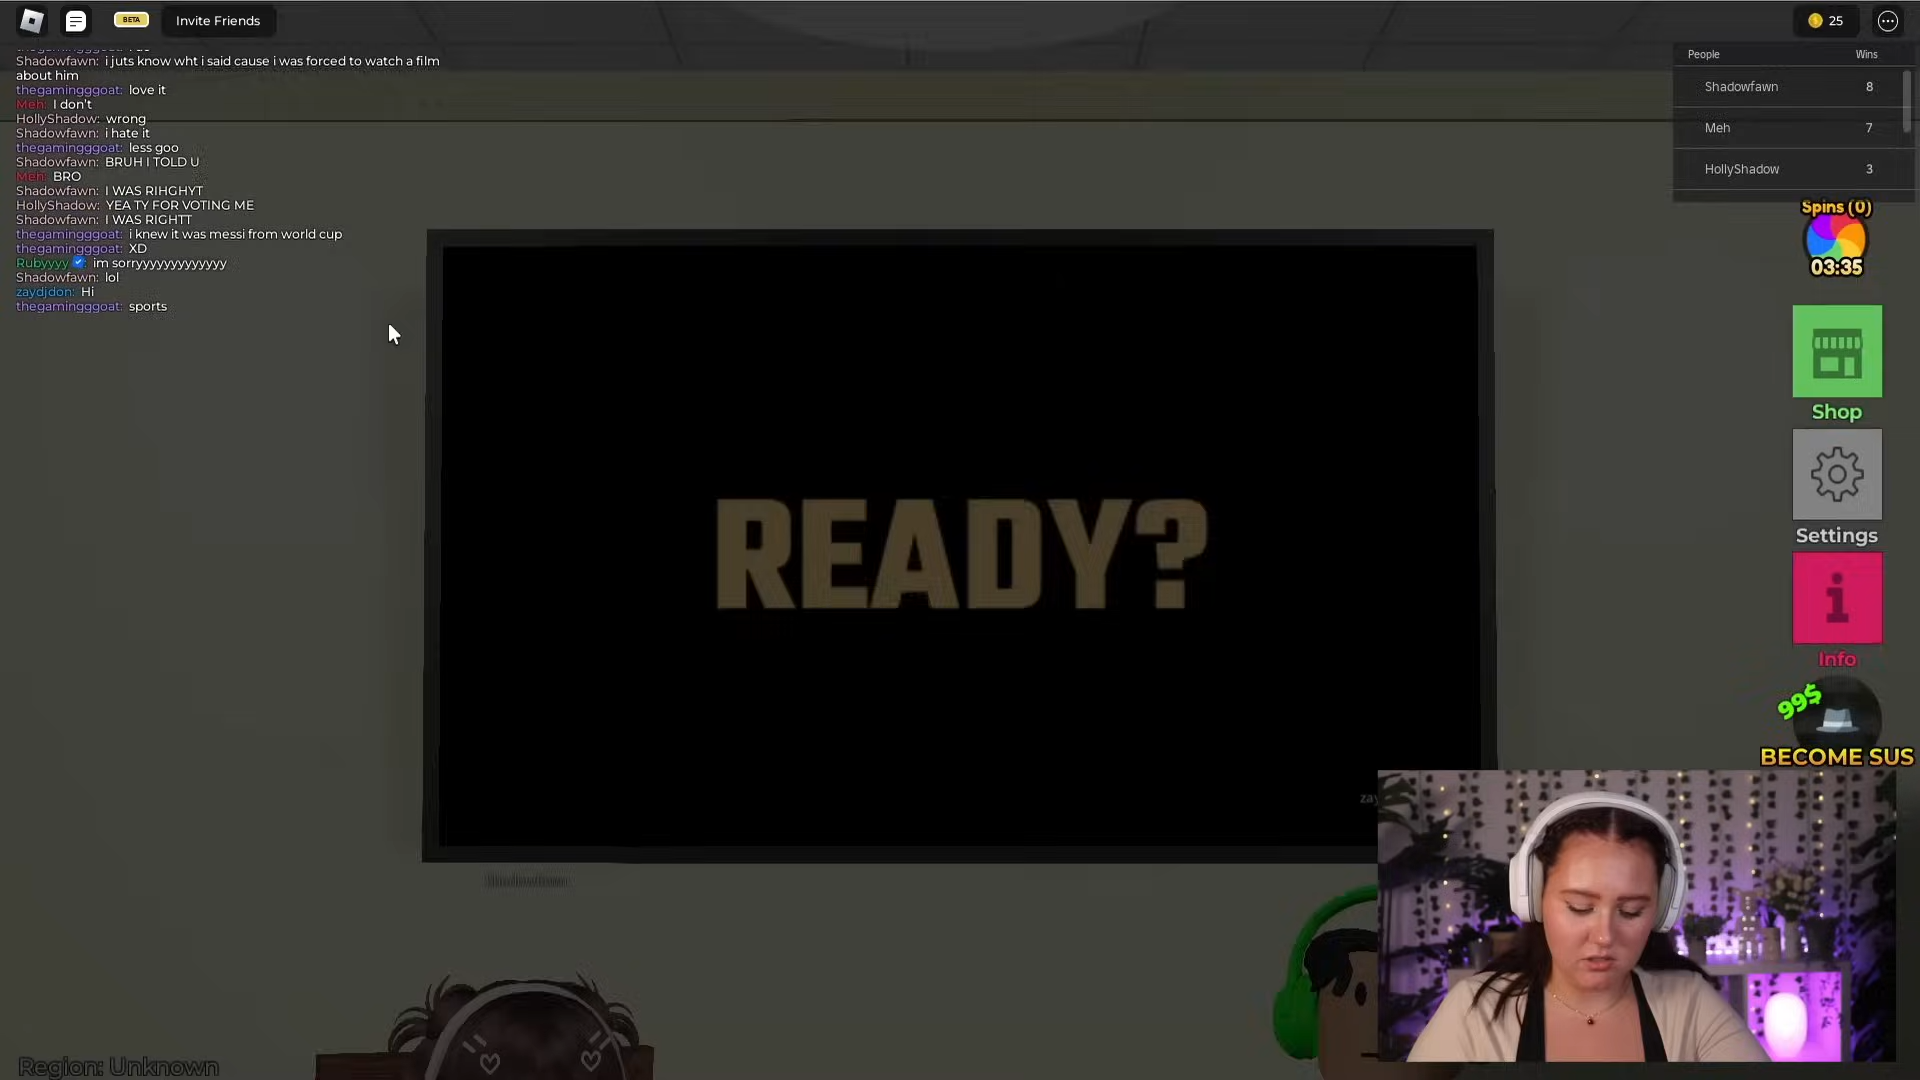 BETA
Invite Friends
25
Shadowfawn: i juts know wht i said cause i was forced to watch a film
about him
thegamingggoat: love it
Meh: I don't
HollyShadow: wrong
Shadowfawn: i hate it
thegamingggoat: less goo
Shadowfawn: BRUH I TOLD U
Meh: BRO
Shadowfawn: I WAS RIHGHYT
HollyShadow: YEA TY FOR VOTING ME
Shadowfawn: I WAS RIGHTT
thegamingggoat: i knew it was messi from world cup
thegamingggoat: XD
Rubyyyy: im sorryyyyyyyyyyyyy
Shadowfawn: lol
zaydjdon: Hi
thegamingggoat: sports
People Wins
Shadowfawn 8
Meh 7
HollyShadow 3
Spins (0)
03:35
Shop
Settings
Info
99$
BECOME SUS
READY?
zay
Shadowfawn
Region: Unknown